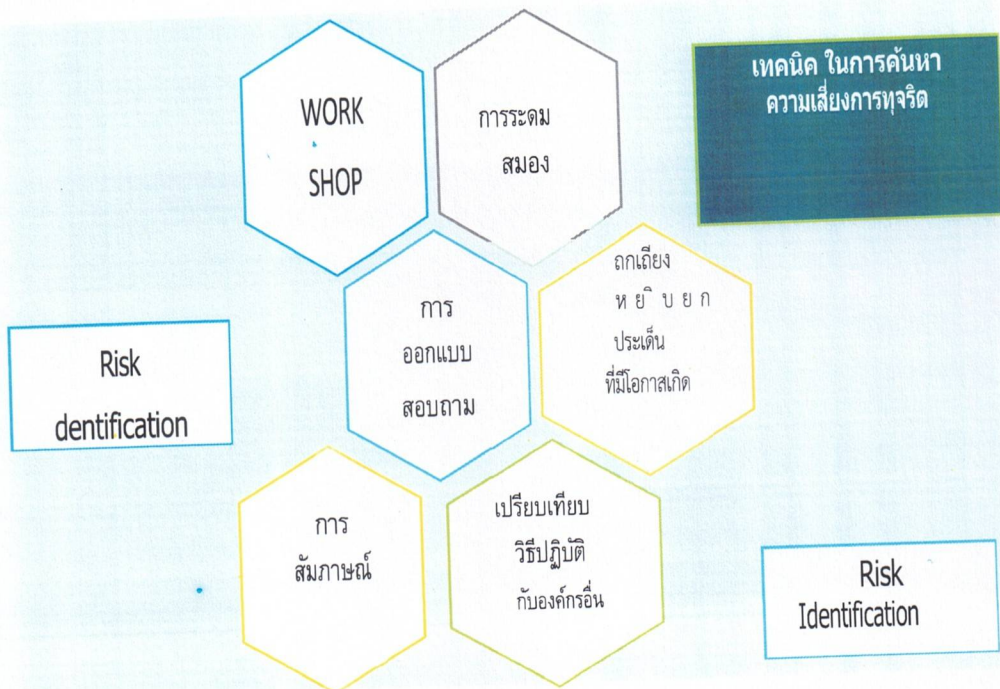 WORK
SHOP
การระดม
สมอง
เทคนิค ในการค้นหา
ความเสี่ยงการทุจริต
การ
ออกแบบ
สอบถาม
ถกเถียง
ห ยิ บ ย ก
ประเด็น
ที่มีโอกาสเกิด
Risk
dentification
การ
สัมภาษณ์
เปรียบเทียบ
วิธีปฏิบัติ
กับองค์กรอื่น
Risk
Identification